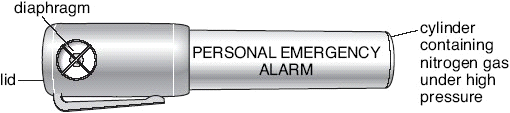 diaphragm
lid
PERSONAL EMERGENCY
ALARM
cylinder
containing
nitrogen gas
under high
pressure